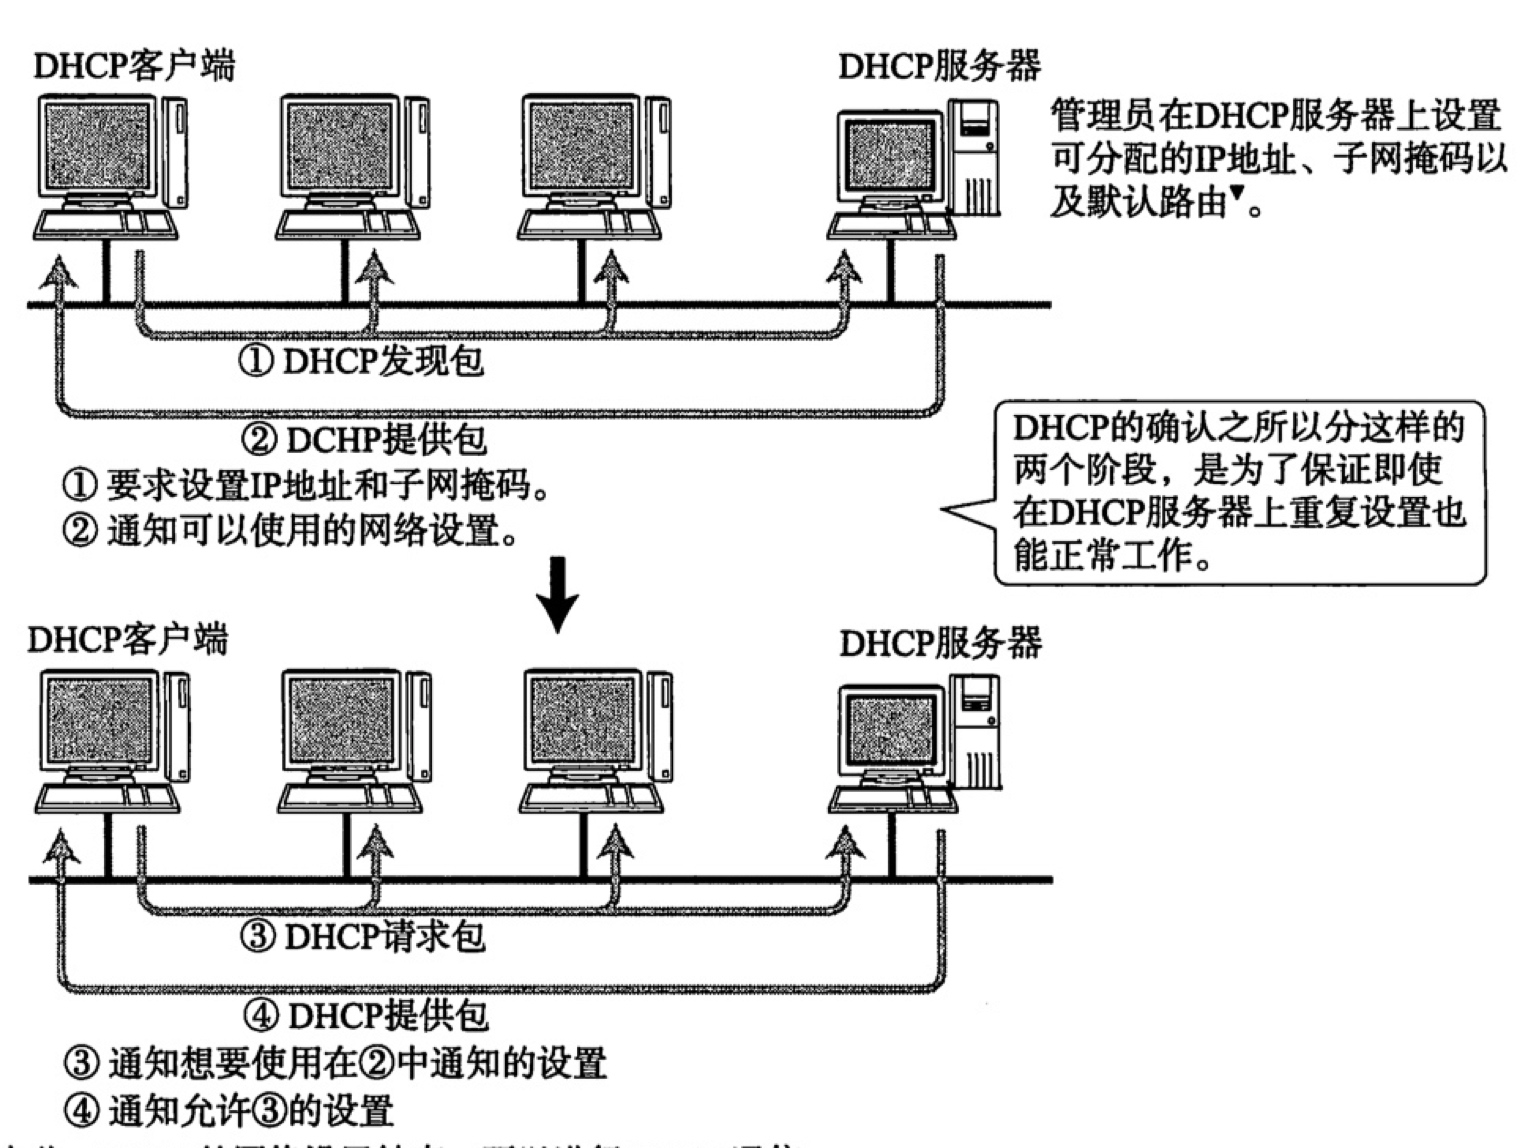 DHCP客户端
DHCP服务器
管理员在DHCP服务器上设置
可分配的IP地址、子网掩码以
及默认路由▼。
① DHCP发现包
② DCHP提供包
① 要求设置IP地址和子网掩码。
② 通知可以使用的网络设置。
DHCP的确认之所以分这样的
两个阶段，是为了保证即使
在DHCP服务器上重复设置也
能正常工作。
DHCP客户端
DHCP服务器
③ DHCP请求包
④ DHCP提供包
③ 通知想要使用在②中通知的设置
④ 通知允许③的设置